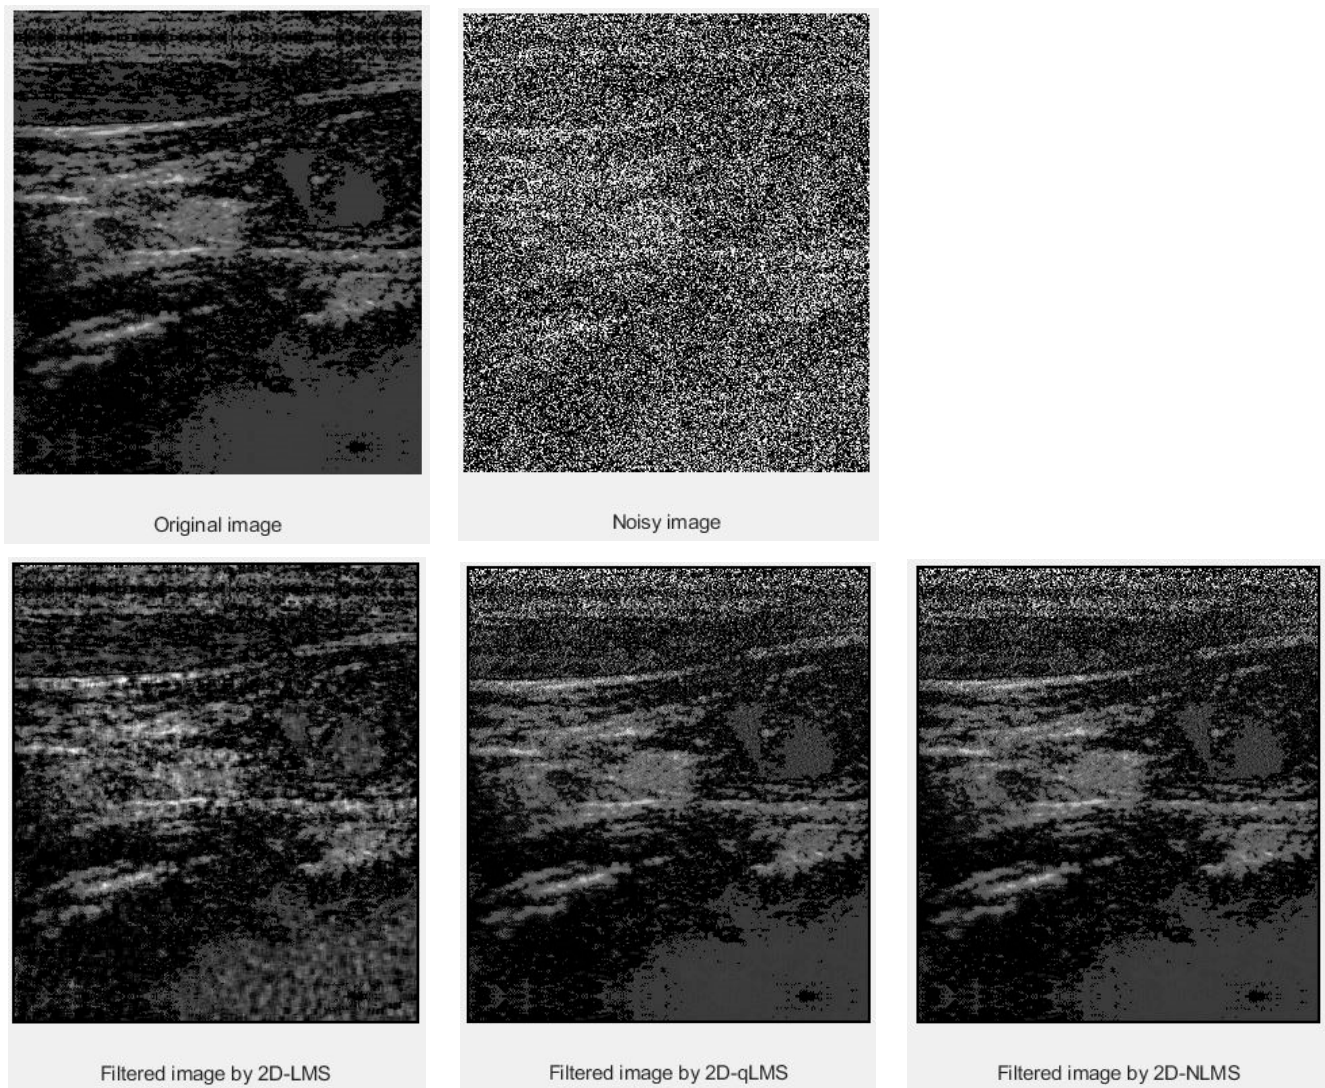 Original image
Noisy image
Filtered image by 2D-LMS
Filtered image by 2D-qLMS
Filtered image by 2D-NLMS